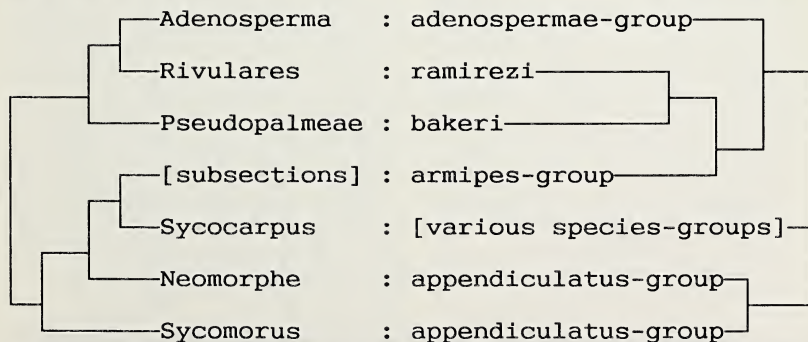 Adenosperma : adenospermae-group
Rivulares : ramirezi
Pseudopalmeae : bakeri
[subsections] : armipes-group
Sycocarpus : [various species-groups]
Neomorphe : appendiculatus-group
Sycomorus : appendiculatus-group